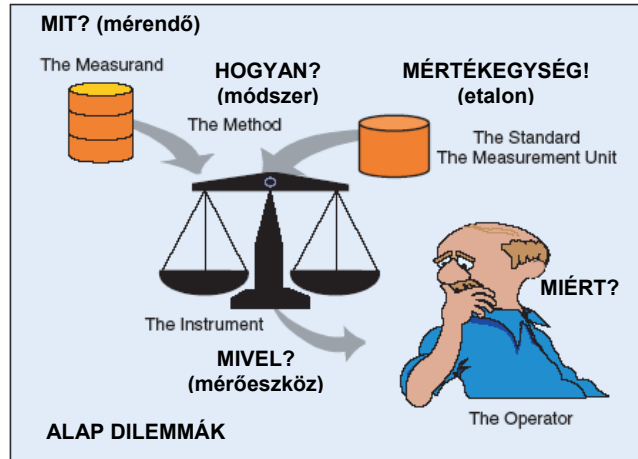 MIT? (mérendő)
The Measurand
HOGYAN?
(módszer)
The Method
MÉRTÉKEGYSÉG!
(etalon)
The Standard
The Measurement Unit
The Instrument
MIVEL?
(mérőeszköz)
MIÉRT?
The Operator
ALAP DILEMMÁK